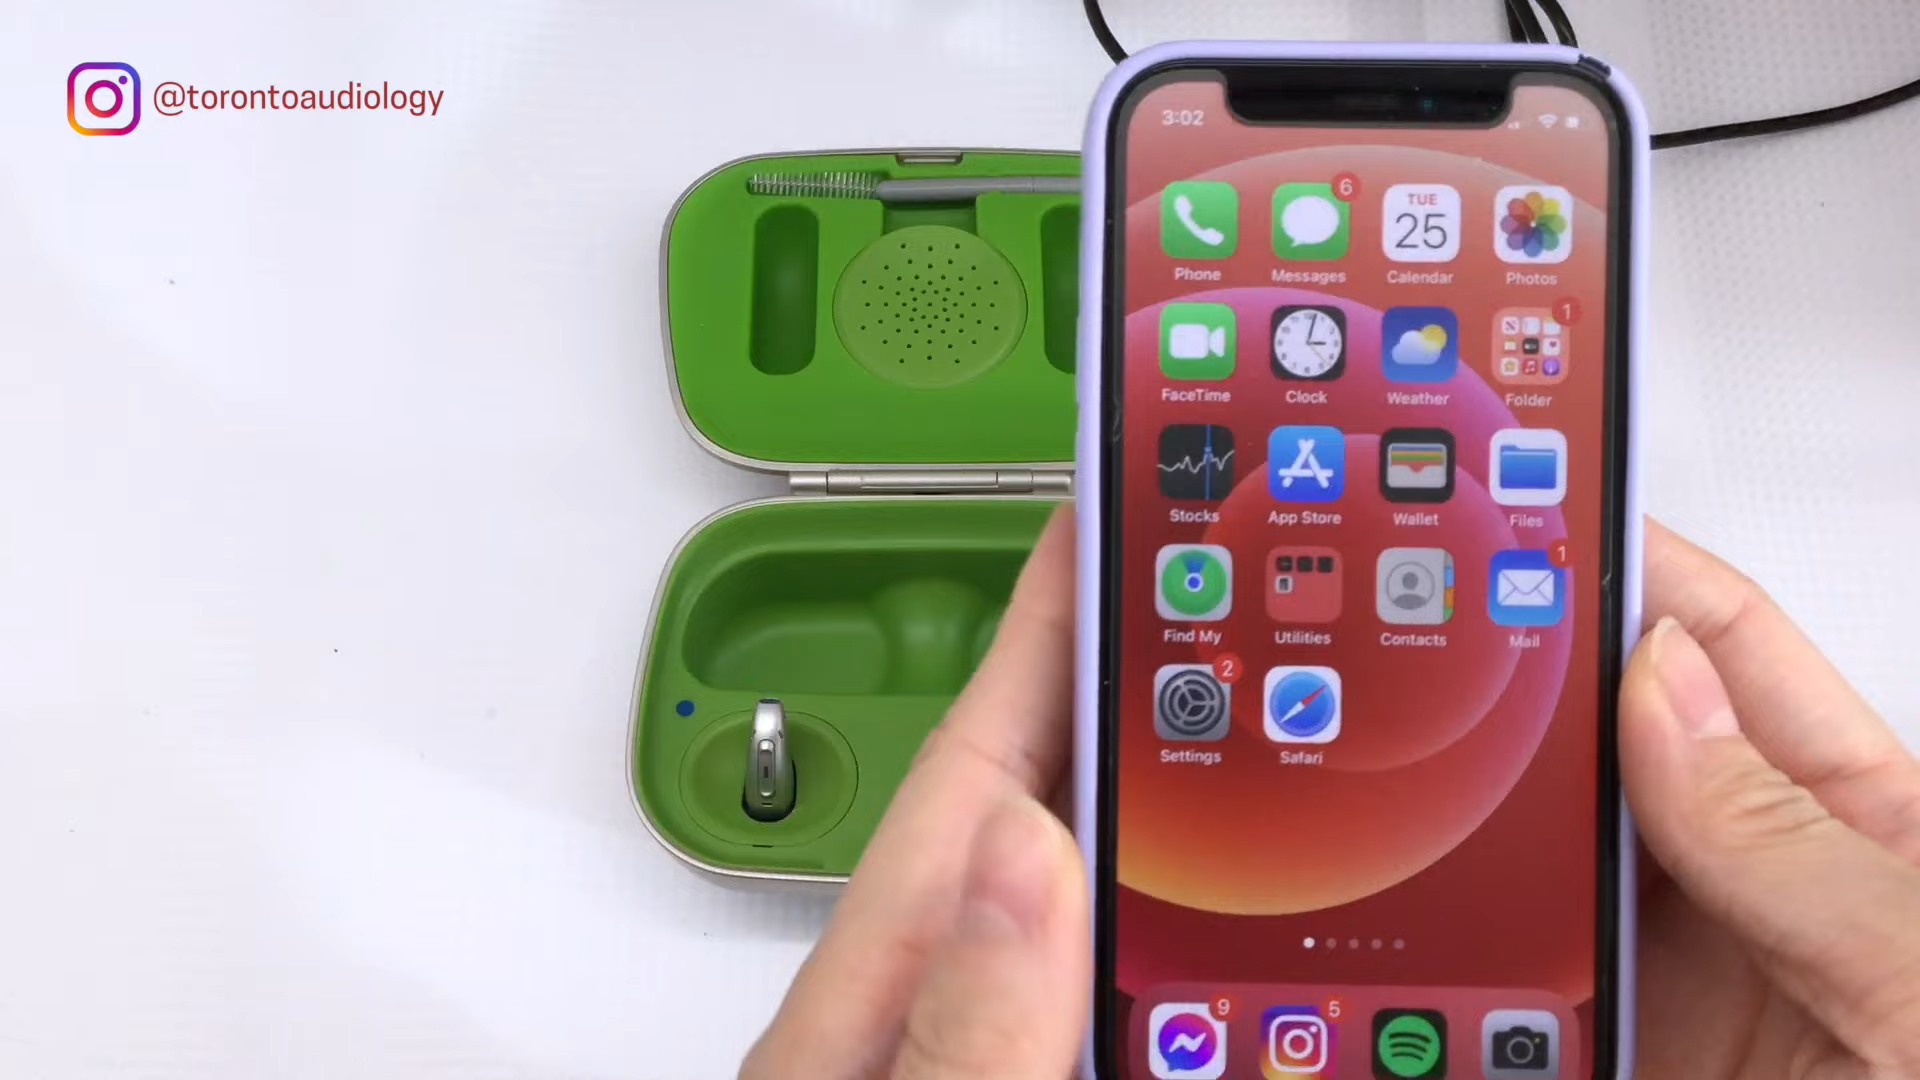 @torontoaudiology
3:02
6
TUE
25
Phone
Messages
Calendar
Photos
1
FaceTime
Clock
Weather
Folder
Stocks
App Store
Wallet
Files
1
Find My
Utilities
Contacts
Mail
2
Settings
Safari
9
5